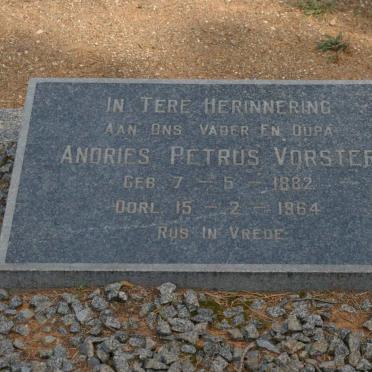 IN TERE HERINNERING
AAN ONS VADER EN OUPA
ANDRIES PETRUS VORSTER
GEB. 7 - 5 - 1882
OORL. 15 - 2 - 1964
RUS IN VREDE